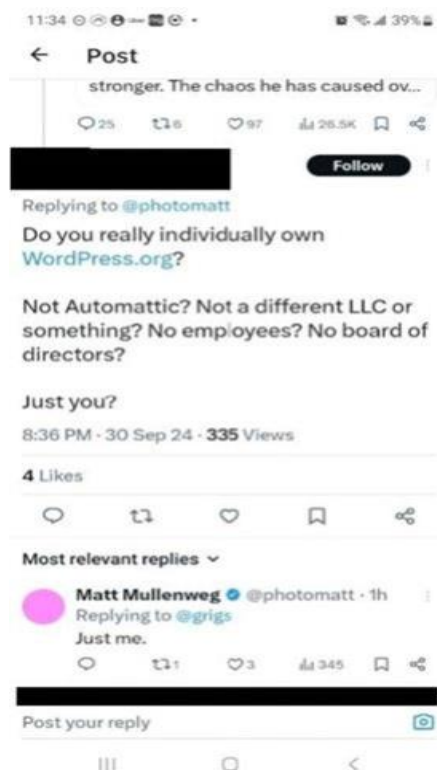 11:34
39%
Post
stronger. The chaos he has caused ov...
25 6 97 26.5K
Follow
Replying to @photomatt
Do you really individually own
WordPress.org?
Not Automattic? Not a different LLC or
something? No employees? No board of
directors?
Just you?
8:36 PM · 30 Sep 24 · 335 Views
4 Likes
Most relevant replies
Matt Mullenweg @photomatt · 1h
Replying to @grigs
Just me.
1 3 345
Post your reply